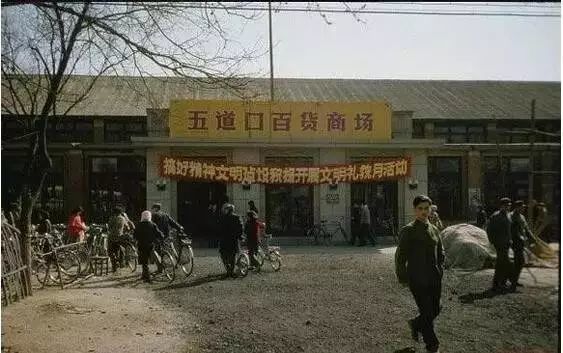 五道口百货商场
搞好精神文明建设积极开展文明礼貌月活动